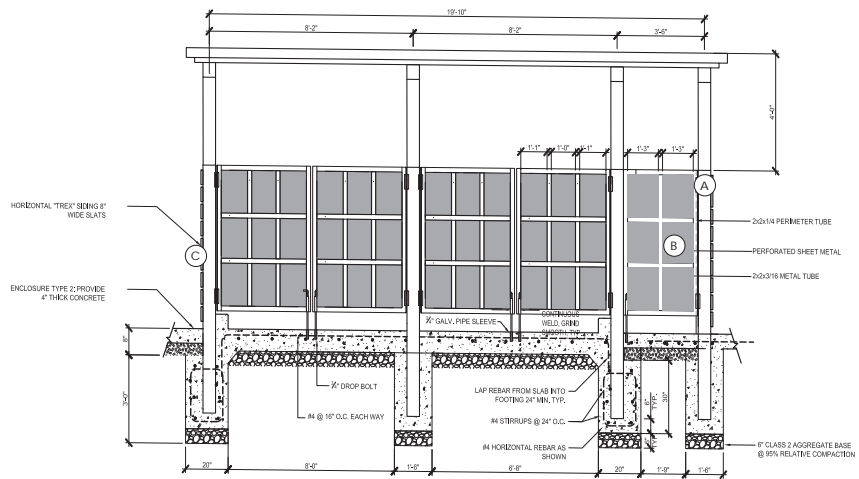 19'-10"
8'-2"
8'-2"
3'-6"
4'-0"
1'-1"
1'-0"
1'-1"
1'-3"
1'-3"
A
HORIZONTAL "TREX" SIDING 8"
WIDE SLATS
2x2x1/4 PERIMETER TUBE
B
PERFORATED SHEET METAL
C
2x2x3/16 METAL TUBE
ENCLOSURE TYPE 2; PROVIDE
4" THICK CONCRETE
GALV. PIPE SLEEVE
CONTINUOUS
WELD, GRIND
SMOOTH, TYP.
DROP BOLT
#4 @ 16" O.C. EACH WAY
LAP REBAR FROM SLAB INTO
FOOTING 24" MIN, TYP.
#4 STIRRUPS @ 24" O.C.
#4 HORIZONTAL REBAR AS
SHOWN
3'-0"
6"
TYP.
30"
TYP.
6" CLASS 2 AGGREGATE BASE
@ 95% RELATIVE COMPACTION
20"
8'-0"
1'-6"
6'-8"
20"
1'-9"
1'-6"